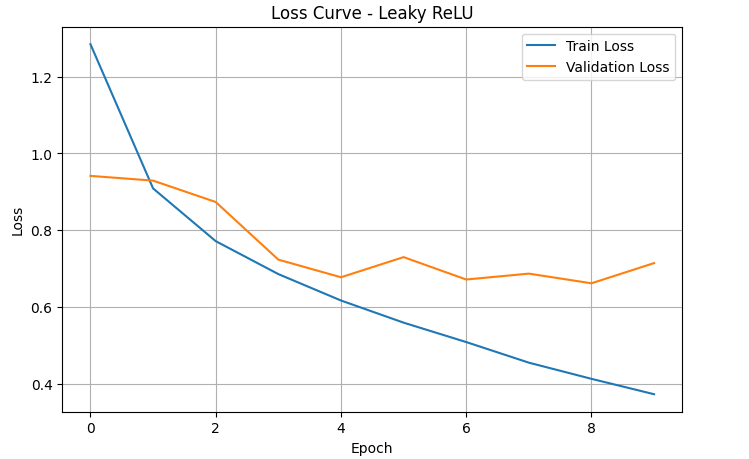 Loss Curve - Leaky ReLU
Train Loss
Validation Loss
1.2
1.0
0.8
0.6
0.4
Loss
0 2 4 6 8
Epoch